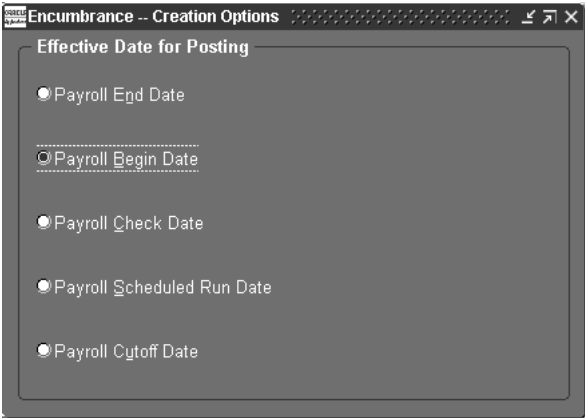 Encumbrance -- Creation Options
Effective Date for Posting
Payroll End Date
Payroll Begin Date
Payroll Check Date
Payroll Scheduled Run Date
Payroll Cutoff Date